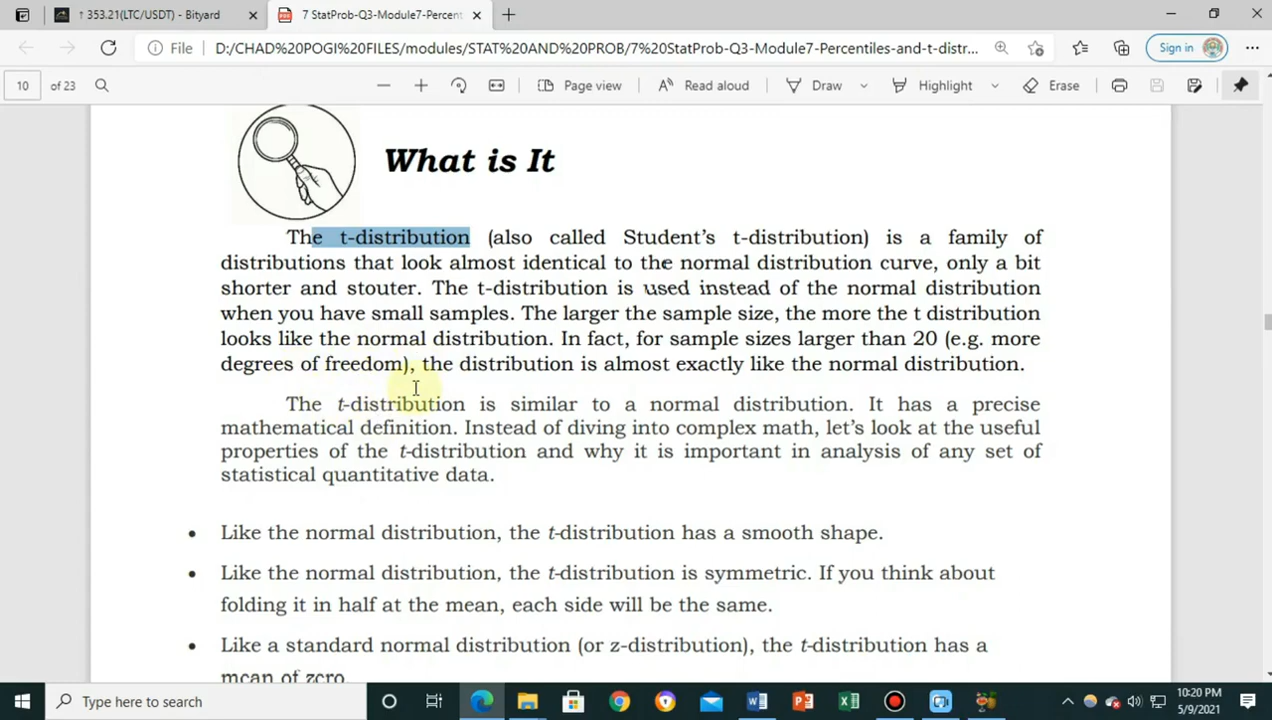 ↑ 353.21(LTC/USDT) - Bityard
7 StatProb-Q3-Module7-Percent
File
D:/CHAD%20POGI%20FILES/modules/STAT%20AND%20PROB/7%20StatProb-Q3-Module7-Percentiles-and-t-distr...
Sign in
10 of 23
Page view
Read aloud
Draw
Highlight
Erase
What is It
The t-distribution (also called Student's t-distribution) is a family of
distributions that look almost identical to the normal distribution curve, only a bit
shorter and stouter. The t-distribution is used instead of the normal distribution
when you have small samples. The larger the sample size, the more the t distribution
looks like the normal distribution. In fact, for sample sizes larger than 20 (e.g. more
degrees of freedom), the distribution is almost exactly like the normal distribution.
The t-distribution is similar to a normal distribution. It has a precise
mathematical definition. Instead of diving into complex math, let's look at the useful
properties of the t-distribution and why it is important in analysis of any set of
statistical quantitative data.
• Like the normal distribution, the t-distribution has a smooth shape.
• Like the normal distribution, the t-distribution is symmetric. If you think about
folding it in half at the mean, each side will be the same.
• Like a standard normal distribution (or z-distribution), the t-distribution has a
mean of zero
Type here to search
10:20 PM
5/9/2021